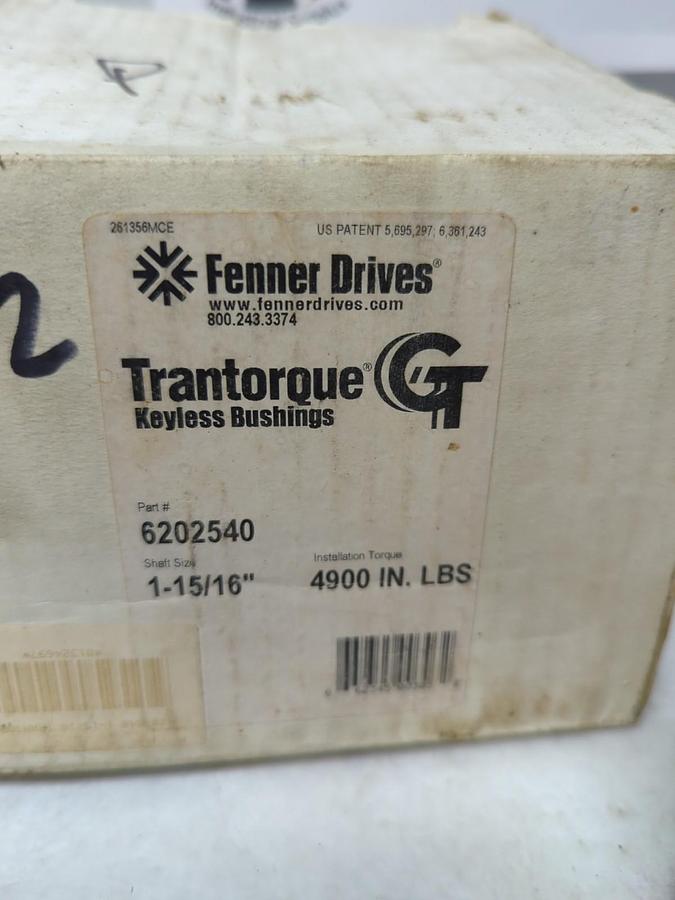 2
261356MCE US PATENT 5,695,297; 6,361,243
Fenner Drives®
www.fennerdrives.com
800.243.3374
Trantorque® GT
Keyless Bushings
Part #
6202540
Shaft Size Installation Torque
1-15/16" 4900 IN. LBS